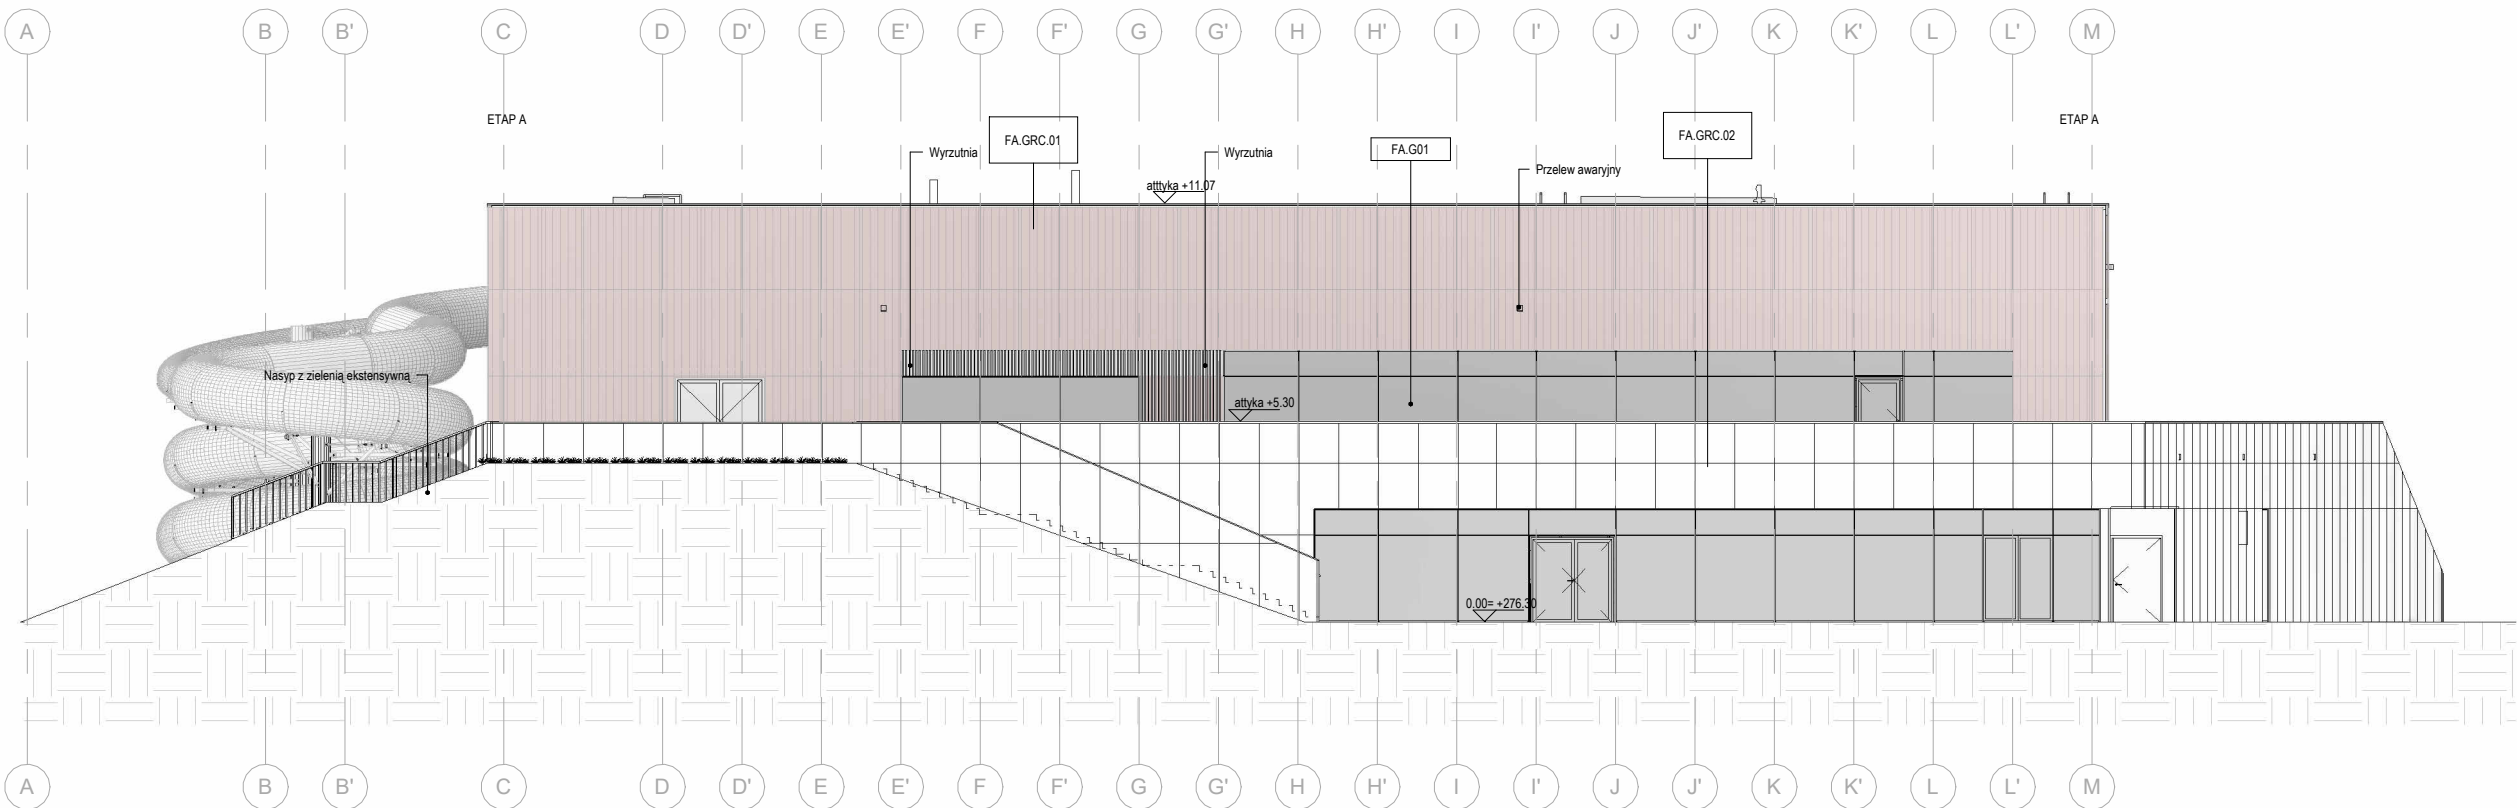 A B B' C D D' E E' F F' G G' H H' I I' J J' K K' L L' M
ETAP A
ETAP A
FA.GRC.01
FA.GRC.02
FA.G01
Wyrzutnia
Wyrzutnia
Przelew awaryjny
atttyka +11.07
Nasyp z zielenią ekstensywną
attyka +5.30
0.00= +276.30
A B B' C D D' E E' F F' G G' H H' I I' J J' K K' L L' M